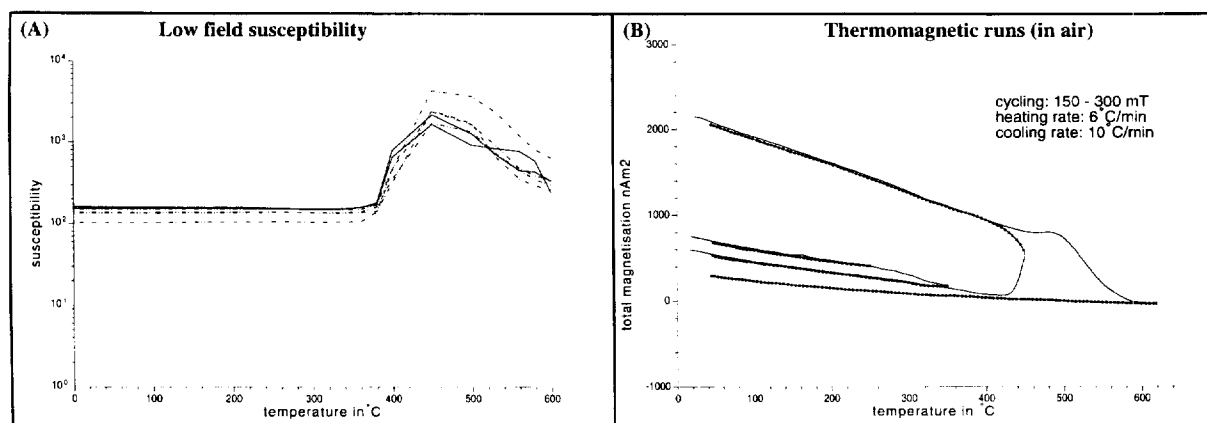 (A) Low field susceptibility
10⁴
10³
10²
10¹
10⁰
susceptibility
0 100 200 300 400 500 600
temperature in °C
(B) Thermomagnetic runs (in air)
cycling: 150 - 300 mT
heating rate: 6°C/min
cooling rate: 10°C/min
3000
2000
1000
0
-1000
total magnetisation nAm2
0 100 200 300 400 500 600
temperature in °C